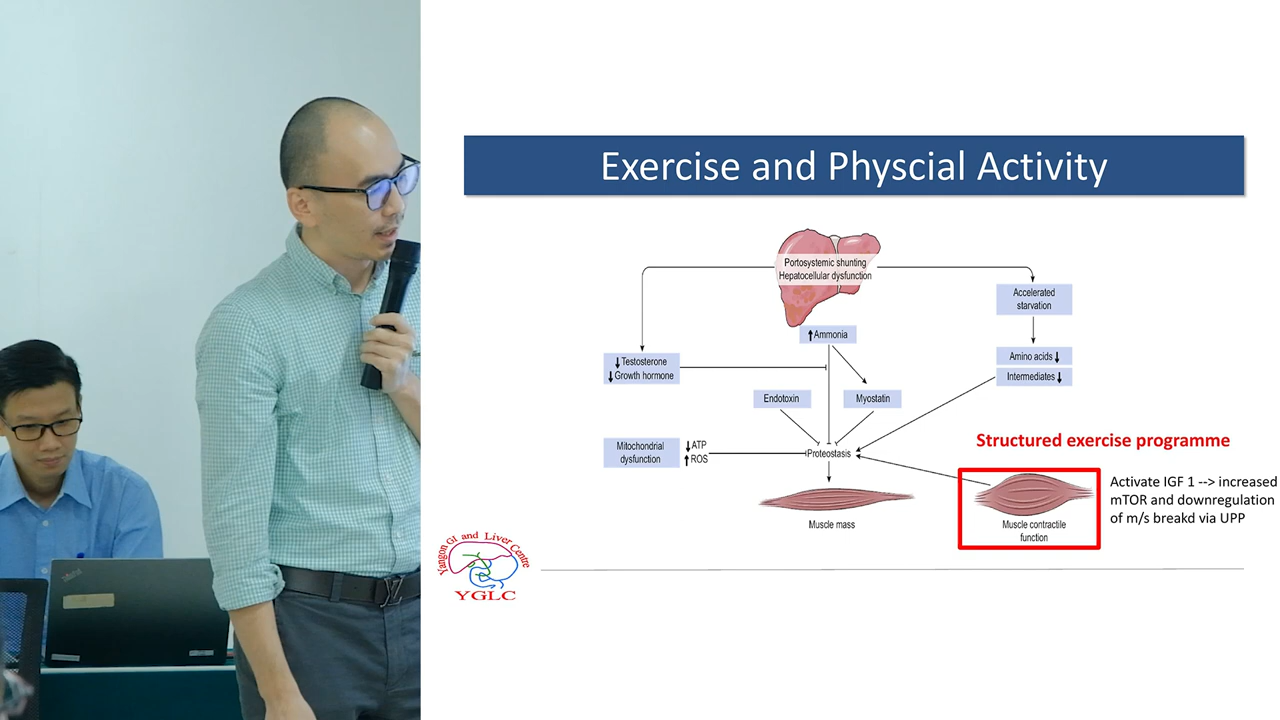 Exercise and Physcial Activity
Portosystemic shunting
Hepatocellular dysfunction
Accelerated
starvation
↑Ammonia
↓Testosterone
↓Growth hormone
Amino acids↓
Intermediates↓
Endotoxin
Myostatin
Structured exercise programme
Mitochondrial
dysfunction
↓ATP
↑ROS
Proteostasis
Activate IGF 1 --> increased
mTOR and downregulation
of m/s breakd via UPP
Muscle mass
Muscle contractile
function
Yangon GI and Liver Centre
YGLC